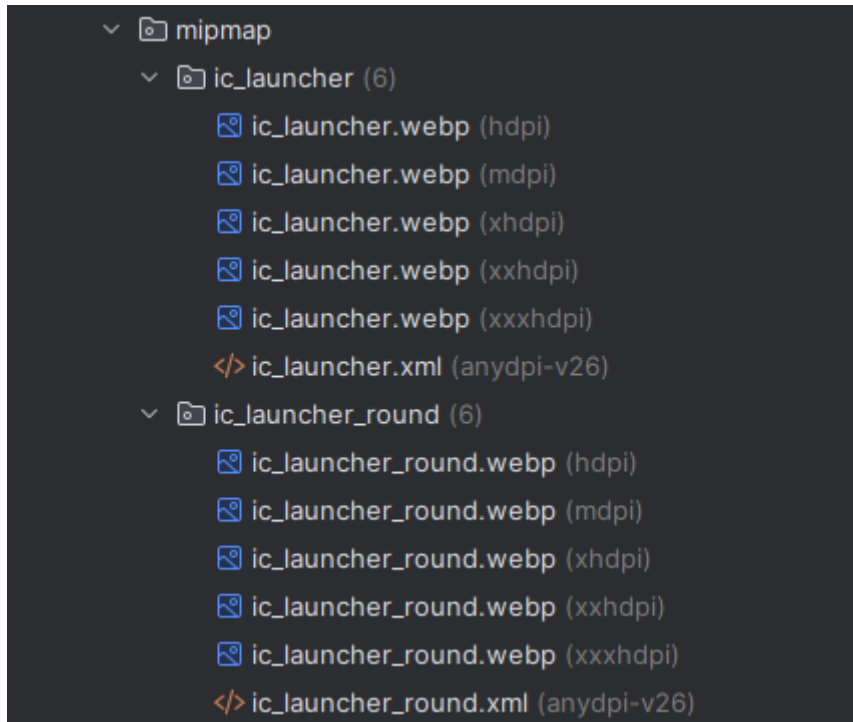 mipmap
ic_launcher (6)
ic_launcher.webp (hdpi)
ic_launcher.webp (mdpi)
ic_launcher.webp (xhdpi)
ic_launcher.webp (xxhdpi)
ic_launcher.webp (xxxhdpi)
</> ic_launcher.xml (anydpi-v26)
ic_launcher_round (6)
ic_launcher_round.webp (hdpi)
ic_launcher_round.webp (mdpi)
ic_launcher_round.webp (xhdpi)
ic_launcher_round.webp (xxhdpi)
ic_launcher_round.webp (xxxhdpi)
</> ic_launcher_round.xml (anydpi-v26)